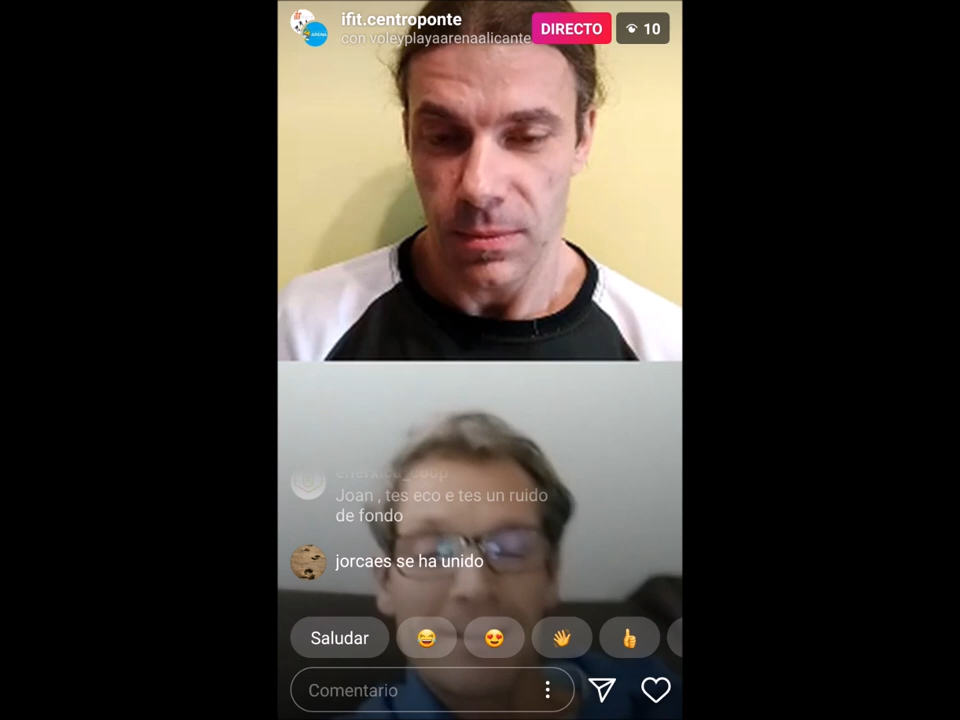 ifit.centroponte
con voleyplayaarenaalicante
DIRECTO
10
Joan , tes eco e tes un ruido
de fondo
jorcaes se ha unido
Saludar
Comentario